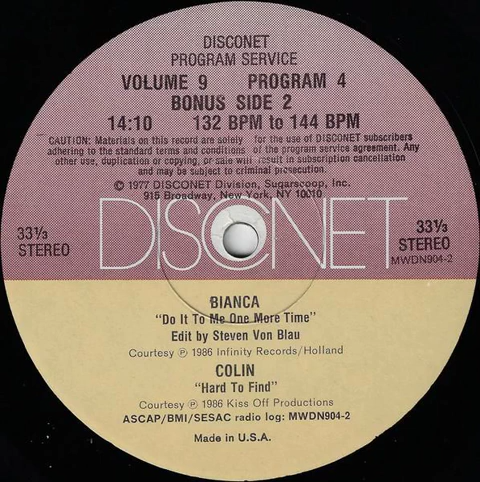 DISCONET
PROGRAM SERVICE
VOLUME 9 PROGRAM 4
BONUS SIDE 2
14:10 132 BPM to 144 BPM
CAUTION: Materials on this record are solely for the use of DISCONET subscribers
adhering to the standard terms and conditions of the program service agreement. Any
other use, duplication or copying, or sale will result in subscription cancellation
and may be subject to criminal prosecution.
© 1977 DISCONET Division, Sugarscoop, Inc.
915 Broadway, New York, NY 10010
33⅓
STEREO
DISCONET
33⅓
STEREO
MWDN904-2
BIANCA
“Do It To Me One More Time”
Edit by Steven Von Blau
Courtesy ℗ 1986 Infinity Records/Holland
COLIN
“Hard To Find”
Courtesy ℗ 1986 Kiss Off Productions
ASCAP/BMI/SESAC radio log: MWDN904-2
Made in U.S.A.